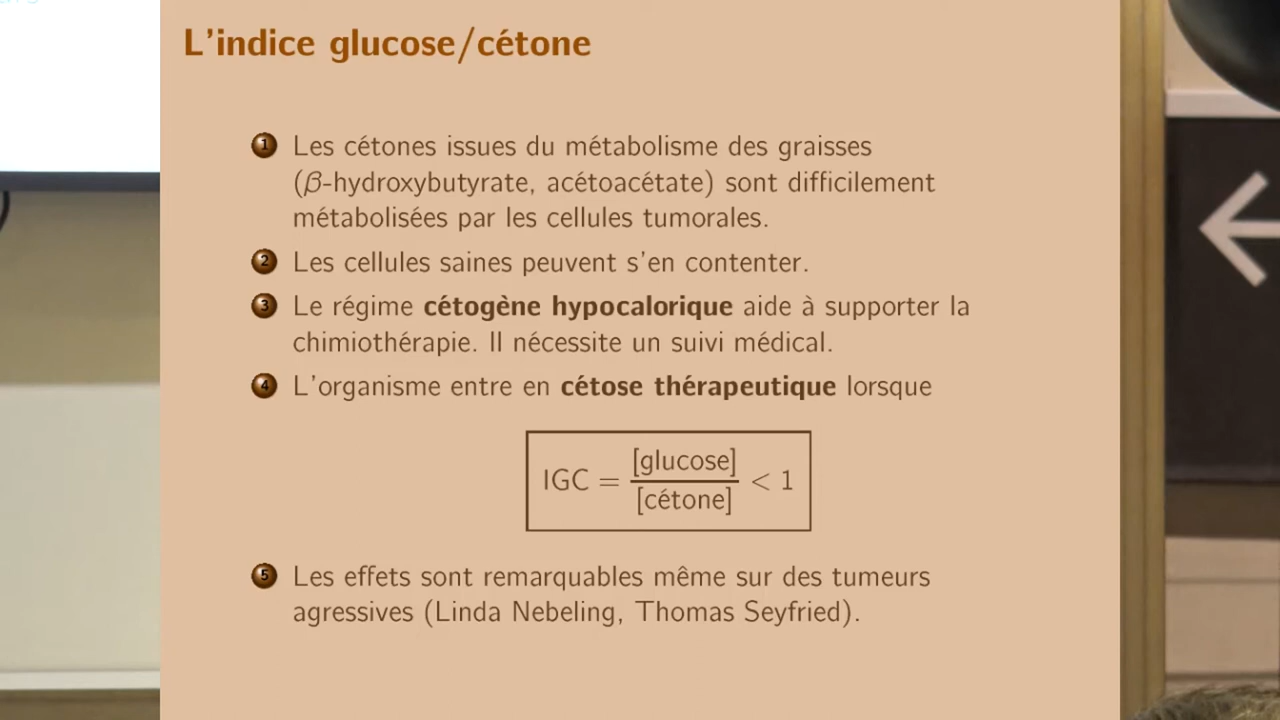 L'indice glucose/cétone
1 Les cétones issues du métabolisme des graisses
(β-hydroxybutyrate, acétoacétate) sont difficilement
métabolisées par les cellules tumorales.
2 Les cellules saines peuvent s'en contenter.
3 Le régime cétogène hypocalorique aide à supporter la
chimiothérapie. Il nécessite un suivi médical.
4 L'organisme entre en cétose thérapeutique lorsque
IGC = [glucose] / [cétone] < 1
5 Les effets sont remarquables même sur des tumeurs
agressives (Linda Nebeling, Thomas Seyfried).